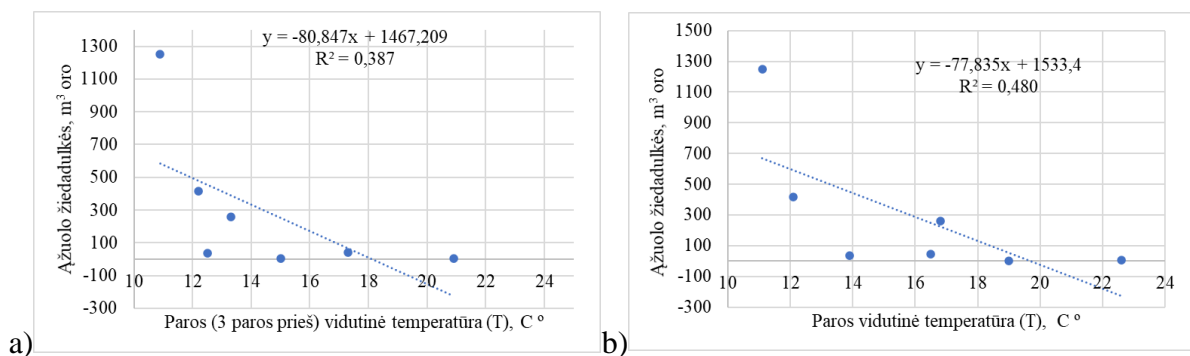 y = -80,847x + 1467,209
R² = 0,387
1300
1100
900
700
500
300
100
-100
-300
10 12 14 16 18 20 22 24
Ąžuolo žiedadulkės, m³ oro
Paros (3 paros prieš) vidutinė temperatūra (T), C º
a)
y = -77,835x + 1533,4
R² = 0,480
1500
1300
1100
900
700
500
300
100
-100
-300
10 12 14 16 18 20 22 24
Ąžuolo žiedadulkės, m³ oro
Paros vidutinė temperatūra (T), C º
b)